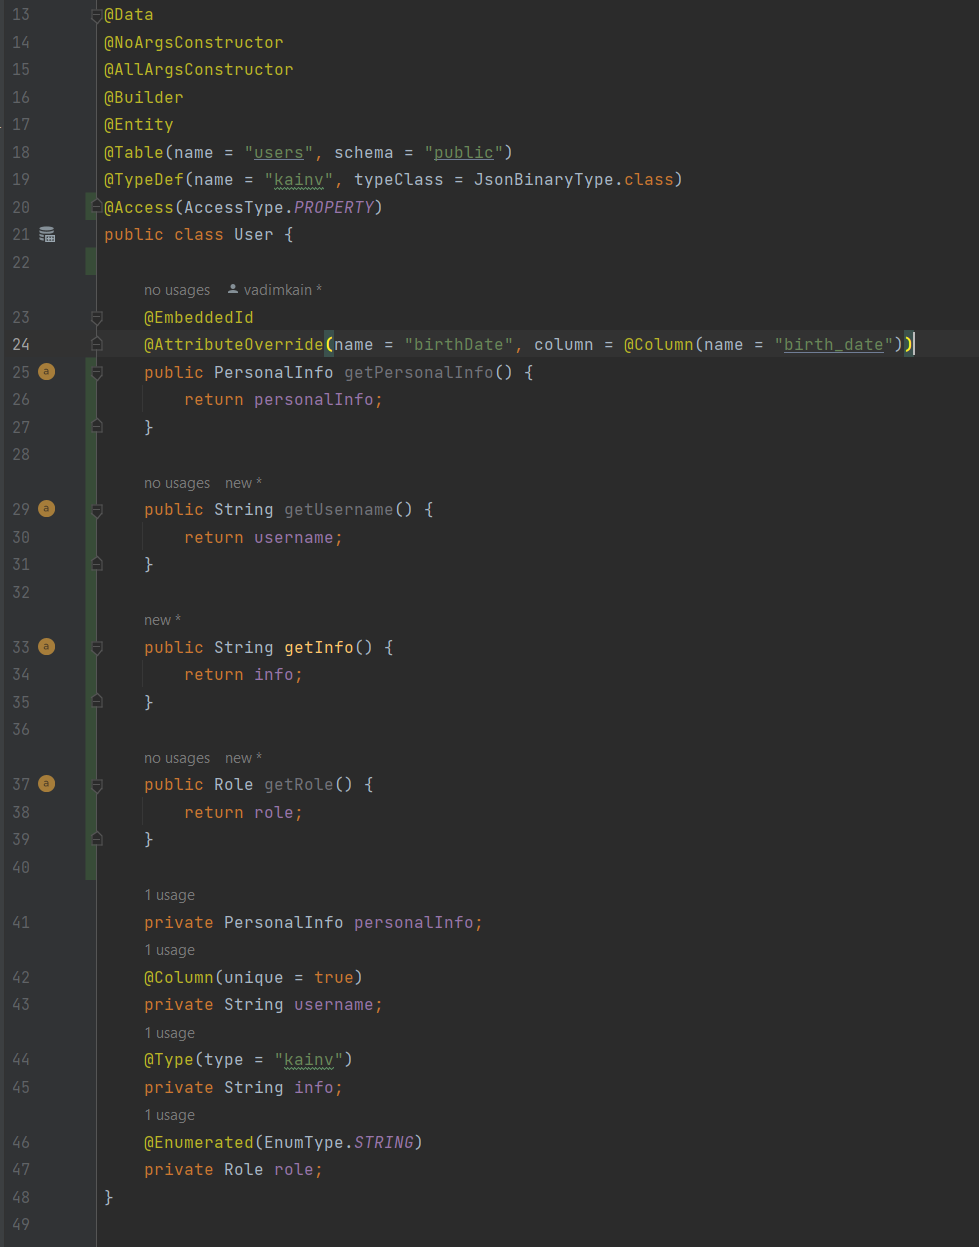 13 @Data
14 @NoArgsConstructor
15 @AllArgsConstructor
16 @Builder
17 @Entity
18 @Table(name = "users", schema = "public")
19 @TypeDef(name = "kainv", typeClass = JsonBinaryType.class)
20 @Access(AccessType.PROPERTY)
21 public class User {
22
no usages vadimkain *
23 @EmbeddedId
24 @AttributeOverride(name = "birthDate", column = @Column(name = "birth_date"))
25 a public PersonalInfo getPersonalInfo() {
26 return personalInfo;
27 }
28
no usages new *
29 a public String getUsername() {
30 return username;
31 }
32
new *
33 a public String getInfo() {
34 return info;
35 }
36
no usages new *
37 a public Role getRole() {
38 return role;
39 }
40
1 usage
41 private PersonalInfo personalInfo;
1 usage
42 @Column(unique = true)
43 private String username;
1 usage
44 @Type(type = "kainv")
45 private String info;
1 usage
46 @Enumerated(EnumType.STRING)
47 private Role role;
48 }
49